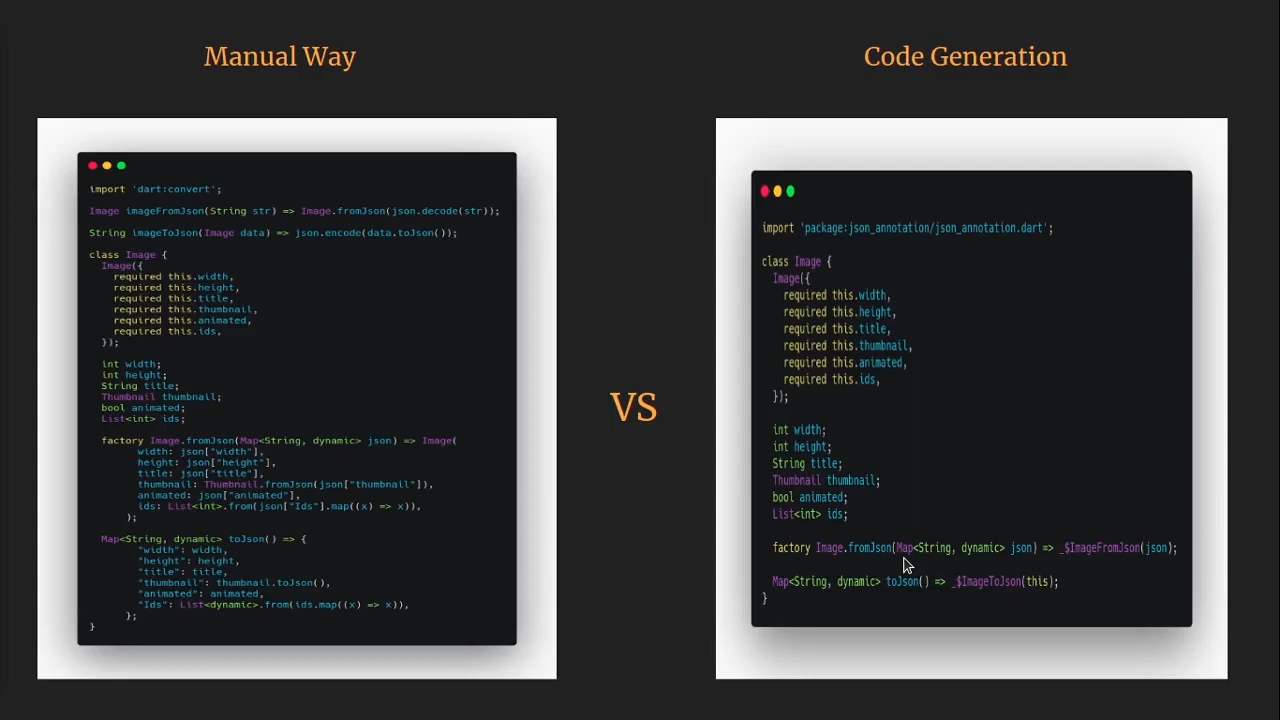 Manual Way
import 'dart:convert';
Image imageFromJson(String str) => Image.fromJson(json.decode(str));
String imageToJson(Image data) => json.encode(data.toJson());
class Image {
Image({
required this.width,
required this.height,
required this.title,
required this.thumbnail,
required this.animated,
required this.ids,
});
int width;
int height;
String title;
Thumbnail thumbnail;
bool animated;
List<int> ids;
factory Image.fromJson(Map<String, dynamic> json) => Image(
width: json["width"],
height: json["height"],
title: json["title"],
thumbnail: Thumbnail.fromJson(json["thumbnail"]),
animated: json["animated"],
ids: List<int>.from(json["Ids"].map((x) => x)),
);
Map<String, dynamic> toJson() => {
"width": width,
"height": height,
"title": title,
"thumbnail": thumbnail.toJson(),
"animated": animated,
"Ids": List<dynamic>.from(ids.map((x) => x)),
};
}
VS
Code Generation
import 'package:json_annotation/json_annotation.dart';
class Image {
Image({
required this.width,
required this.height,
required this.title,
required this.thumbnail,
required this.animated,
required this.ids,
});
int width;
int height;
String title;
Thumbnail thumbnail;
bool animated;
List<int> ids;
factory Image.fromJson(Map<String, dynamic> json) => _$ImageFromJson(json);
Map<String, dynamic> toJson() => _$ImageToJson(this);
}